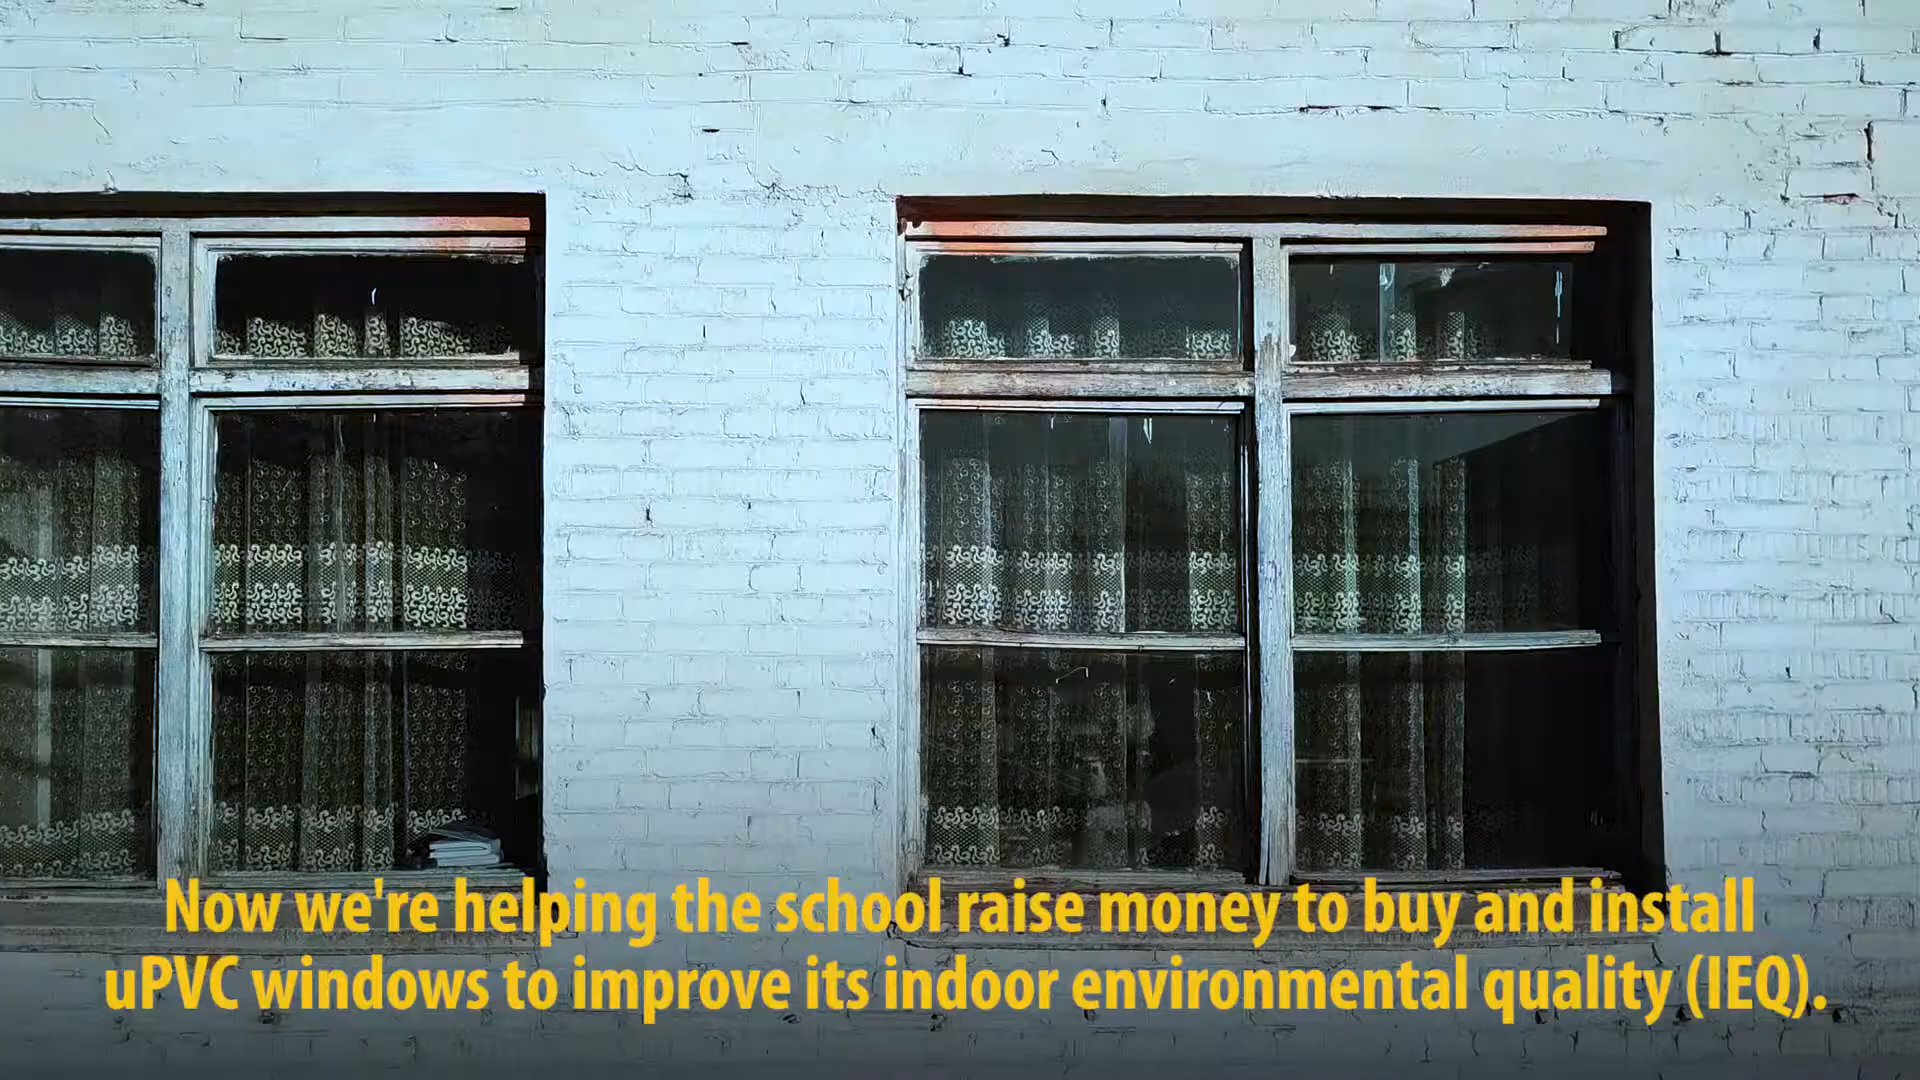 Now we're helping the school raise money to buy and install
uPVC windows to improve its indoor environmental quality (IEQ).